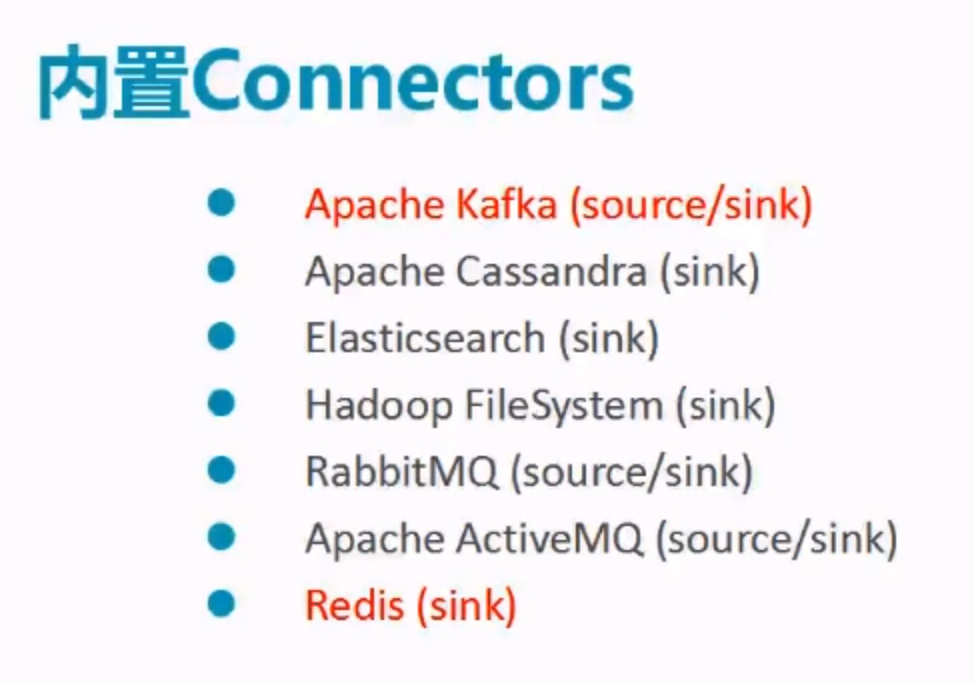 内置Connectors
Apache Kafka (source/sink)
Apache Cassandra (sink)
Elasticsearch (sink)
Hadoop FileSystem (sink)
RabbitMQ (source/sink)
Apache ActiveMQ (source/sink)
Redis (sink)